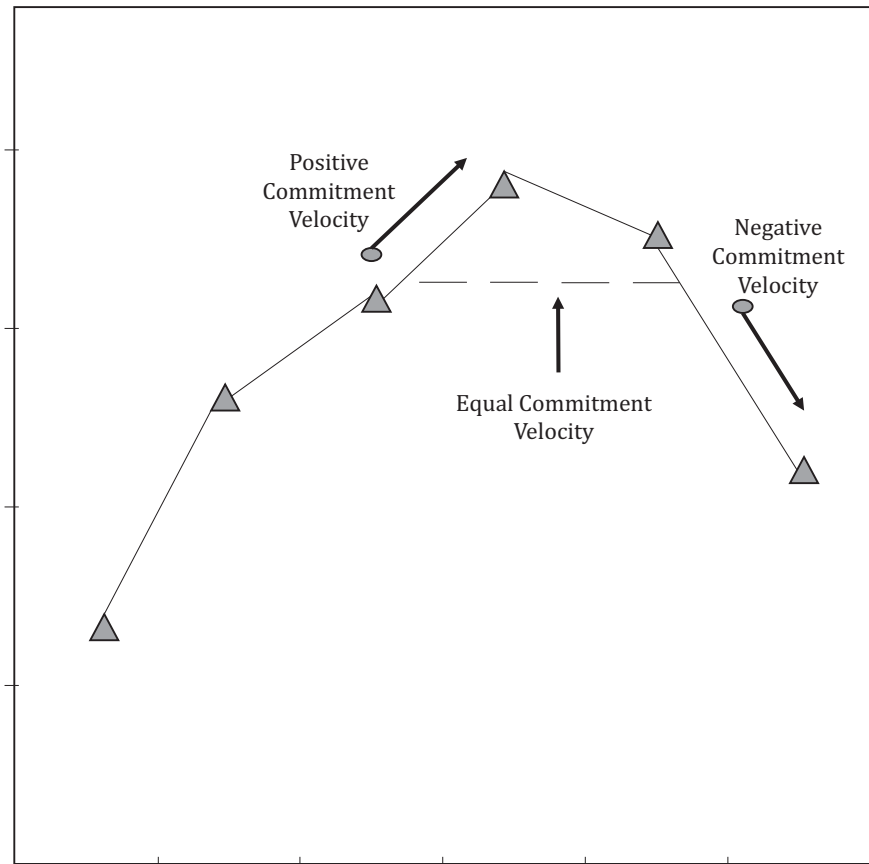 Positive
Commitment
Velocity
Negative
Commitment
Velocity
Equal Commitment
Velocity